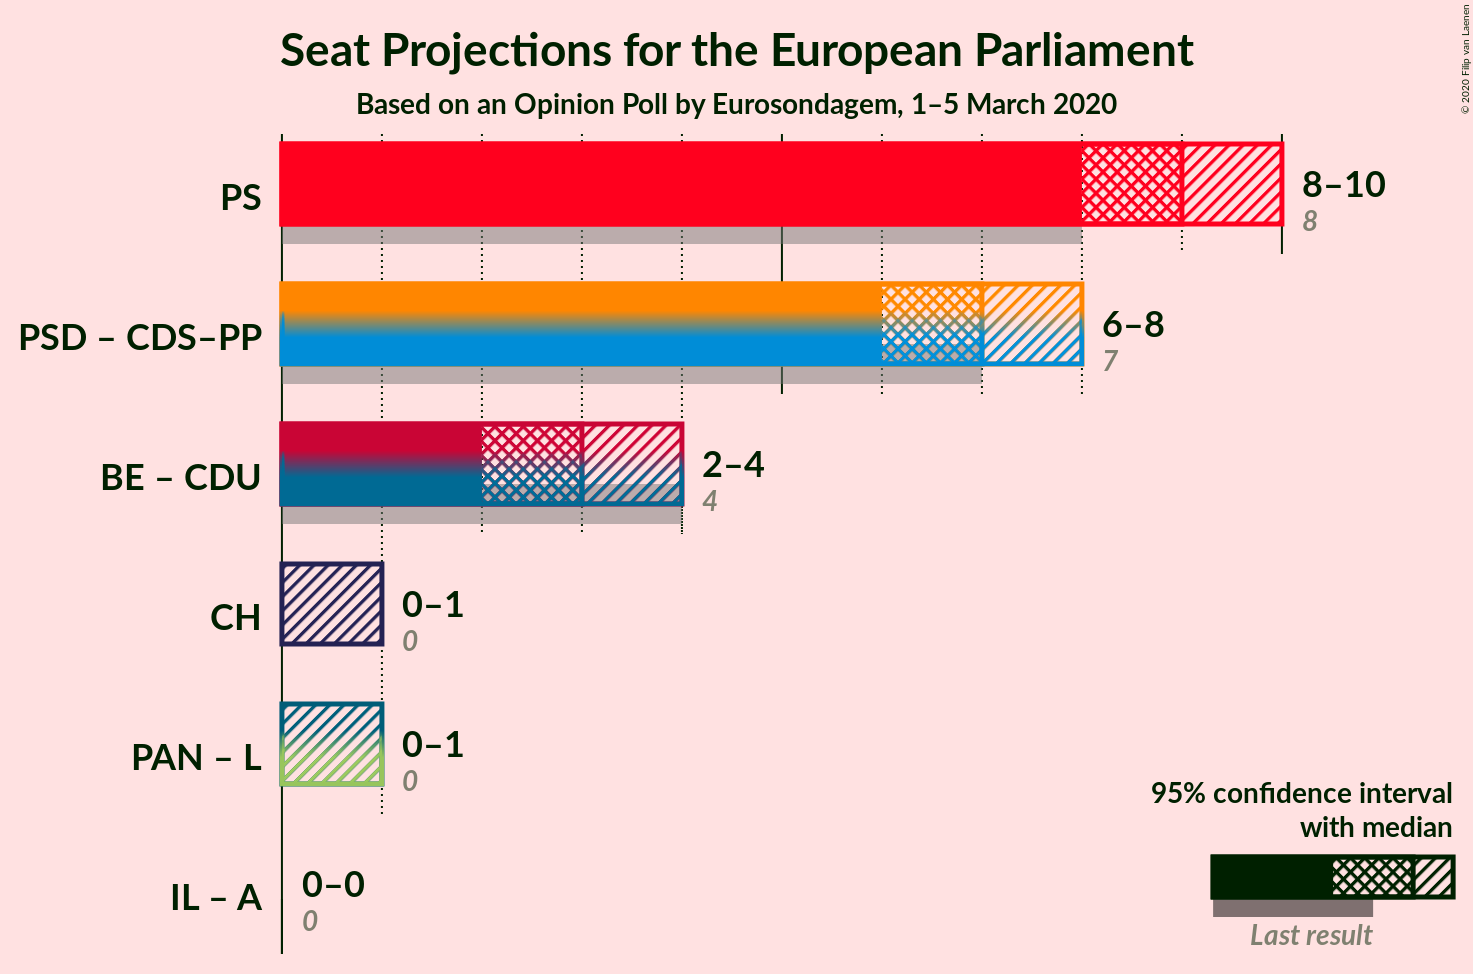 Seat Projections for the European Parliament
Based on an Opinion Poll by Eurosondagem, 1–5 March 2020
© 2020 Filip van Laenen
PS
8–10
8
PSD – CDS–PP
6–8
7
BE – CDU
2–4
4
CH
0–1
0
PAN – L
0–1
0
IL – A
0–0
0
95% confidence interval
with median
Last result